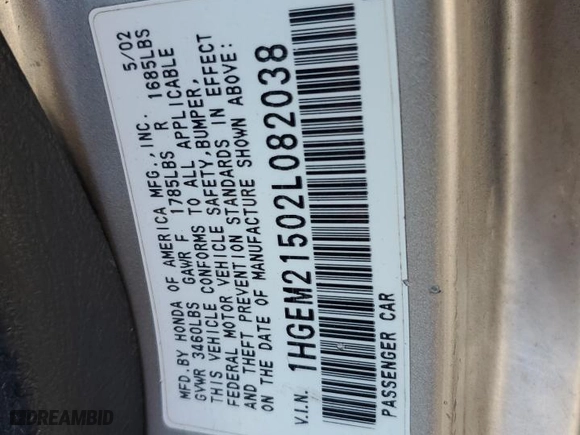 MFD.BY HONDA OF AMERICA MFG.,INC. 5/02
GVWR 3460LBS GAWR F 1785LBS R 1685LBS
THIS VEHICLE CONFORMS TO ALL APPLICABLE
FEDERAL MOTOR VEHICLE SAFETY,BUMPER,
AND THEFT PREVENTION STANDARDS IN EFFECT
ON THE DATE OF MANUFACTURE SHOWN ABOVE:
V.I.N. 1HGEM21502L082038
PASSENGER CAR
DREAMBID